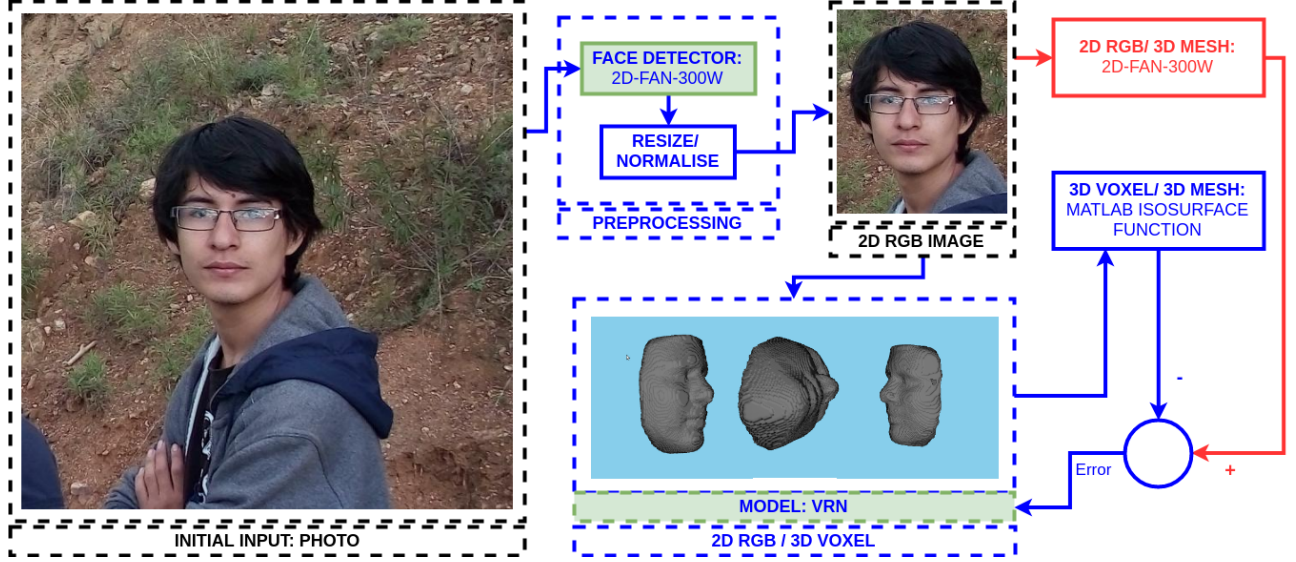 FACE DETECTOR:
2D-FAN-300W
RESIZE/
NORMALISE
PREPROCESSING
2D RGB IMAGE
2D RGB/ 3D MESH:
2D-FAN-300W
3D VOXEL/ 3D MESH:
MATLAB ISOSURFACE
FUNCTION
-
+
Error
MODEL: VRN
2D RGB / 3D VOXEL
INITIAL INPUT: PHOTO